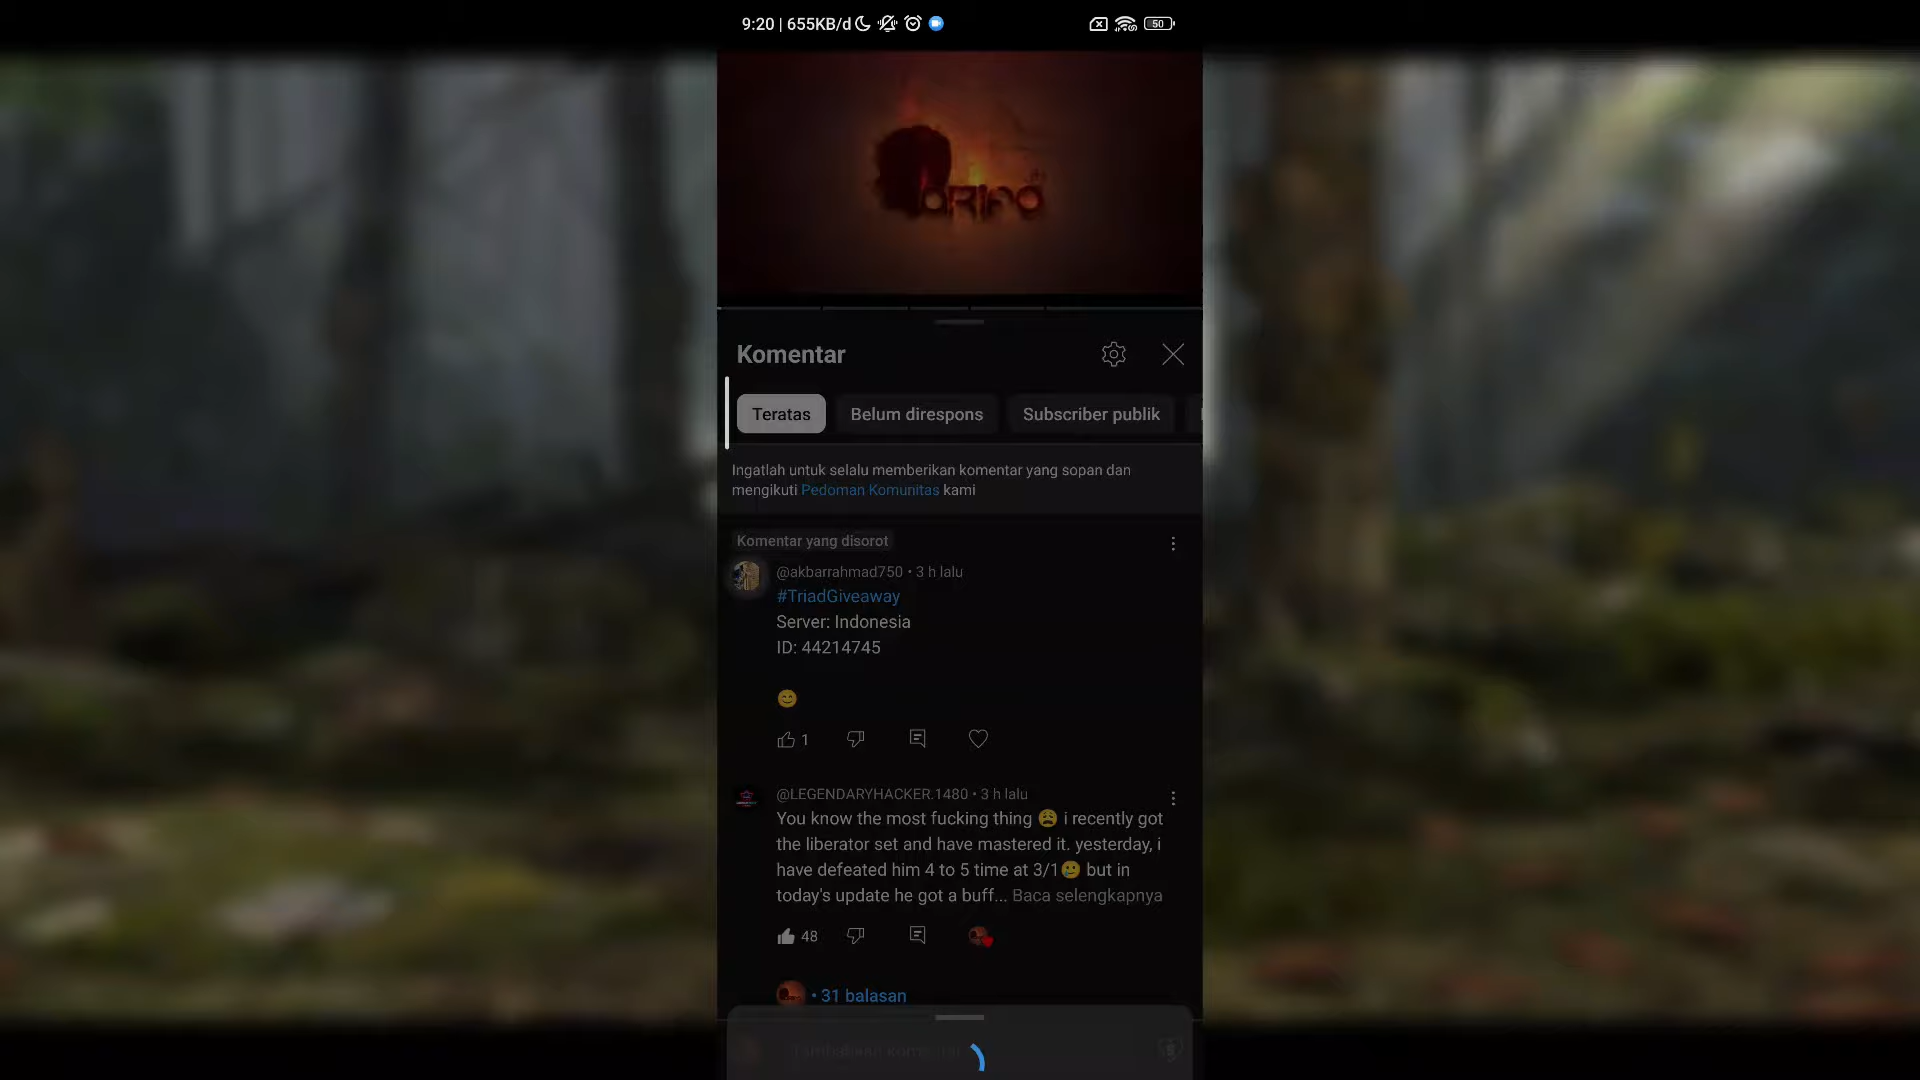 9:20 | 655KB/d
50
Komentar
Teratas
Belum direspons
Subscriber publik
Ingatlah untuk selalu memberikan komentar yang sopan dan
mengikuti Pedoman Komunitas kami
Komentar yang disorot
@akbarrahmad750 • 3 h lalu
#TriadGiveaway
Server: Indonesia
ID: 44214745
😊
1
@LEGENDARYHACKER.1480 • 3 h lalu
You know the most fucking thing 😩 i recently got
the liberator set and have mastered it. yesterday, i
have defeated him 4 to 5 time at 3/1🥲 but in
today's update he got a buff... Baca selengkapnya
48
• 31 balasan